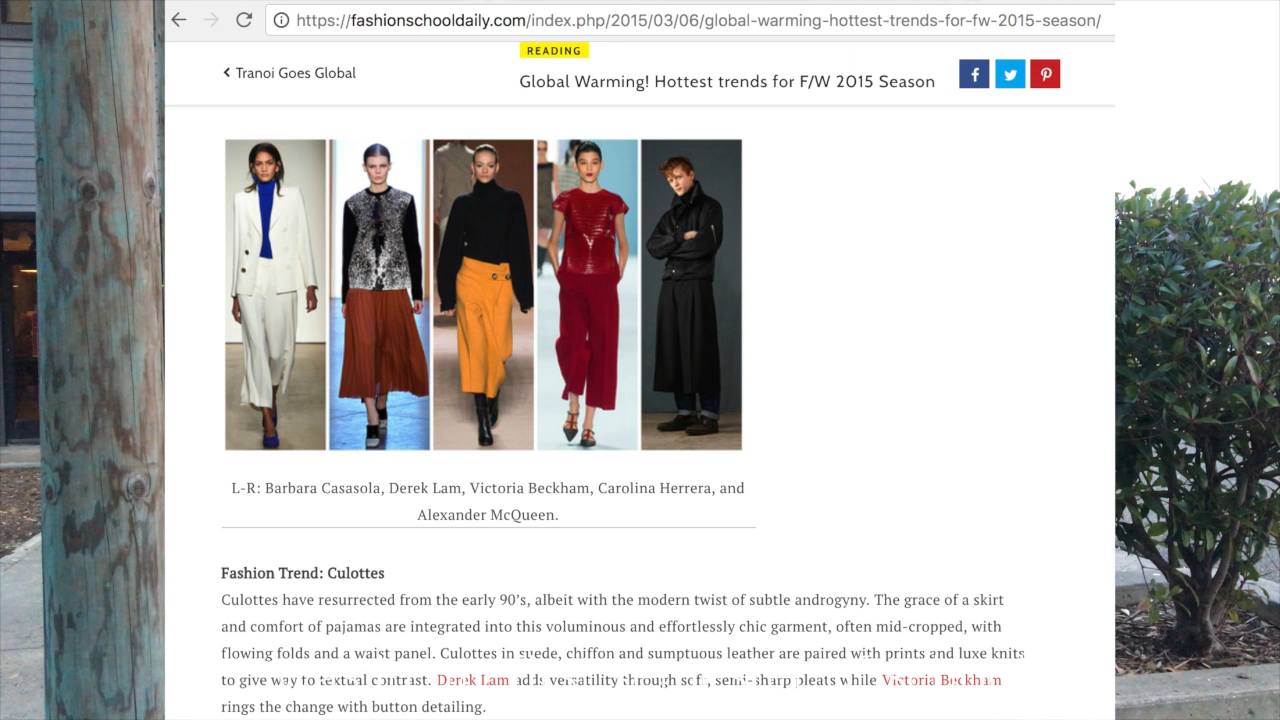 https://fashionschooldaily.com/index.php/2015/03/06/global-warming-hottest-trends-for-fw-2015-season/
READING
Tranoi Goes Global
Global Warming! Hottest trends for F/W 2015 Season
L-R: Barbara Casasola, Derek Lam, Victoria Beckham, Carolina Herrera, and
Alexander McQueen.
Fashion Trend: Culottes
Culottes have resurrected from the early 90’s, albeit with the modern twist of subtle androgyny. The grace of a skirt
and comfort of pajamas are integrated into this voluminous and effortlessly chic garment, often mid-cropped, with
flowing folds and a waist panel. Culottes in suede, chiffon and sumptuous leather are paired with prints and luxe knits
to give way to textual contrast. Derek Lam adds versatility through soft, semi-sharp pleats while Victoria Beckham
rings the change with button detailing.